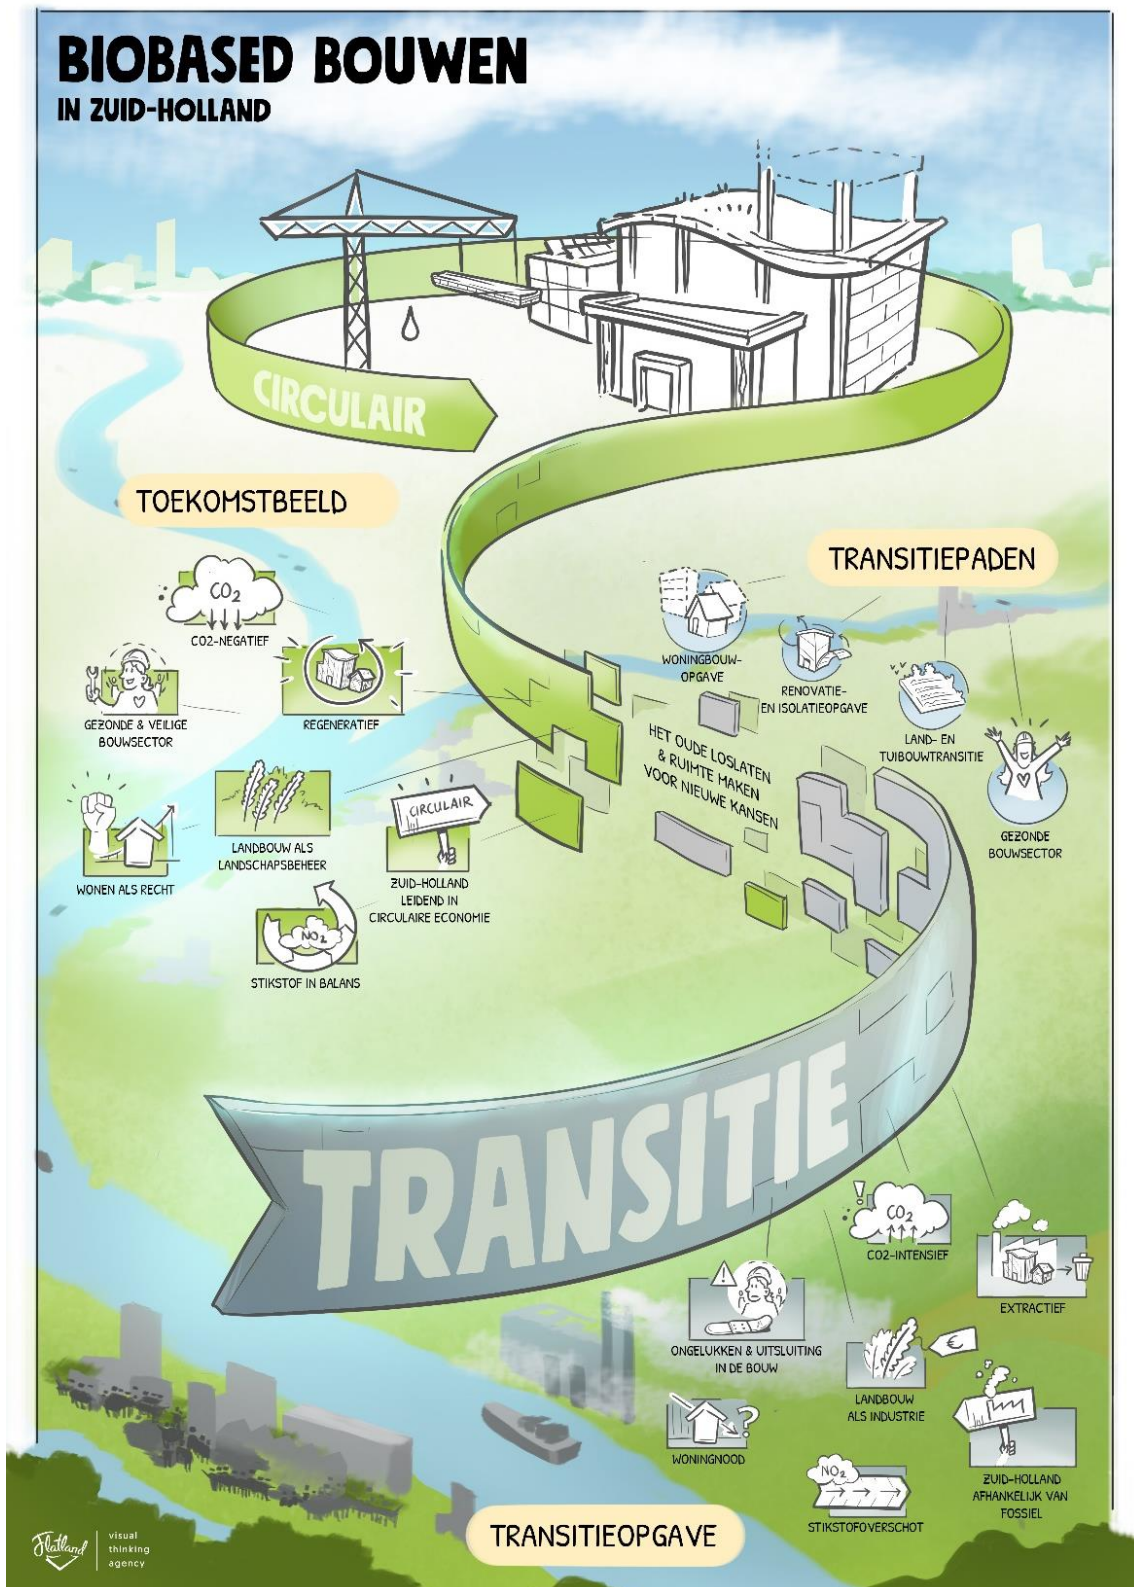 BIOBASED BOUWEN
IN ZUID-HOLLAND
CIRCULAIR
TOEKOMSTBEELD
CO2
CO2-NEGATIEF
GEZONDE & VEILIGE
BOUWSECTOR
REGENERATIEF
WONEN ALS RECHT
LANDBOUW ALS
LANDSCHAPSBEHEER
CIRCULAIR
ZUID-HOLLAND
LEIDEND IN
CIRCULAIRE ECONOMIE
NO2
STIKSTOF IN BALANS
TRANSITIEPADEN
WONINGBOUW-
OPGAVE
RENOVATIE-
EN ISOLATIEOPGAVE
LAND- EN
TUIBOUWTRANSITIE
GEZONDE
BOUWSECTOR
HET OUDE LOSLATEN
& RUIMTE MAKEN
VOOR NIEUWE KANSEN
TRANSITIE
CO2
CO2-INTENSIEF
EXTRACTIEF
ONGELUKKEN & UITSLUITING
IN DE BOUW
€
LANDBOUW
ALS INDUSTRIE
?
WONINGNOOD
NO2
STIKSTOFOVERSCHOT
ZUID-HOLLAND
AFHANKELIJK VAN
FOSSIEL
TRANSITIEOPGAVE
Flatland
visual
thinking
agency